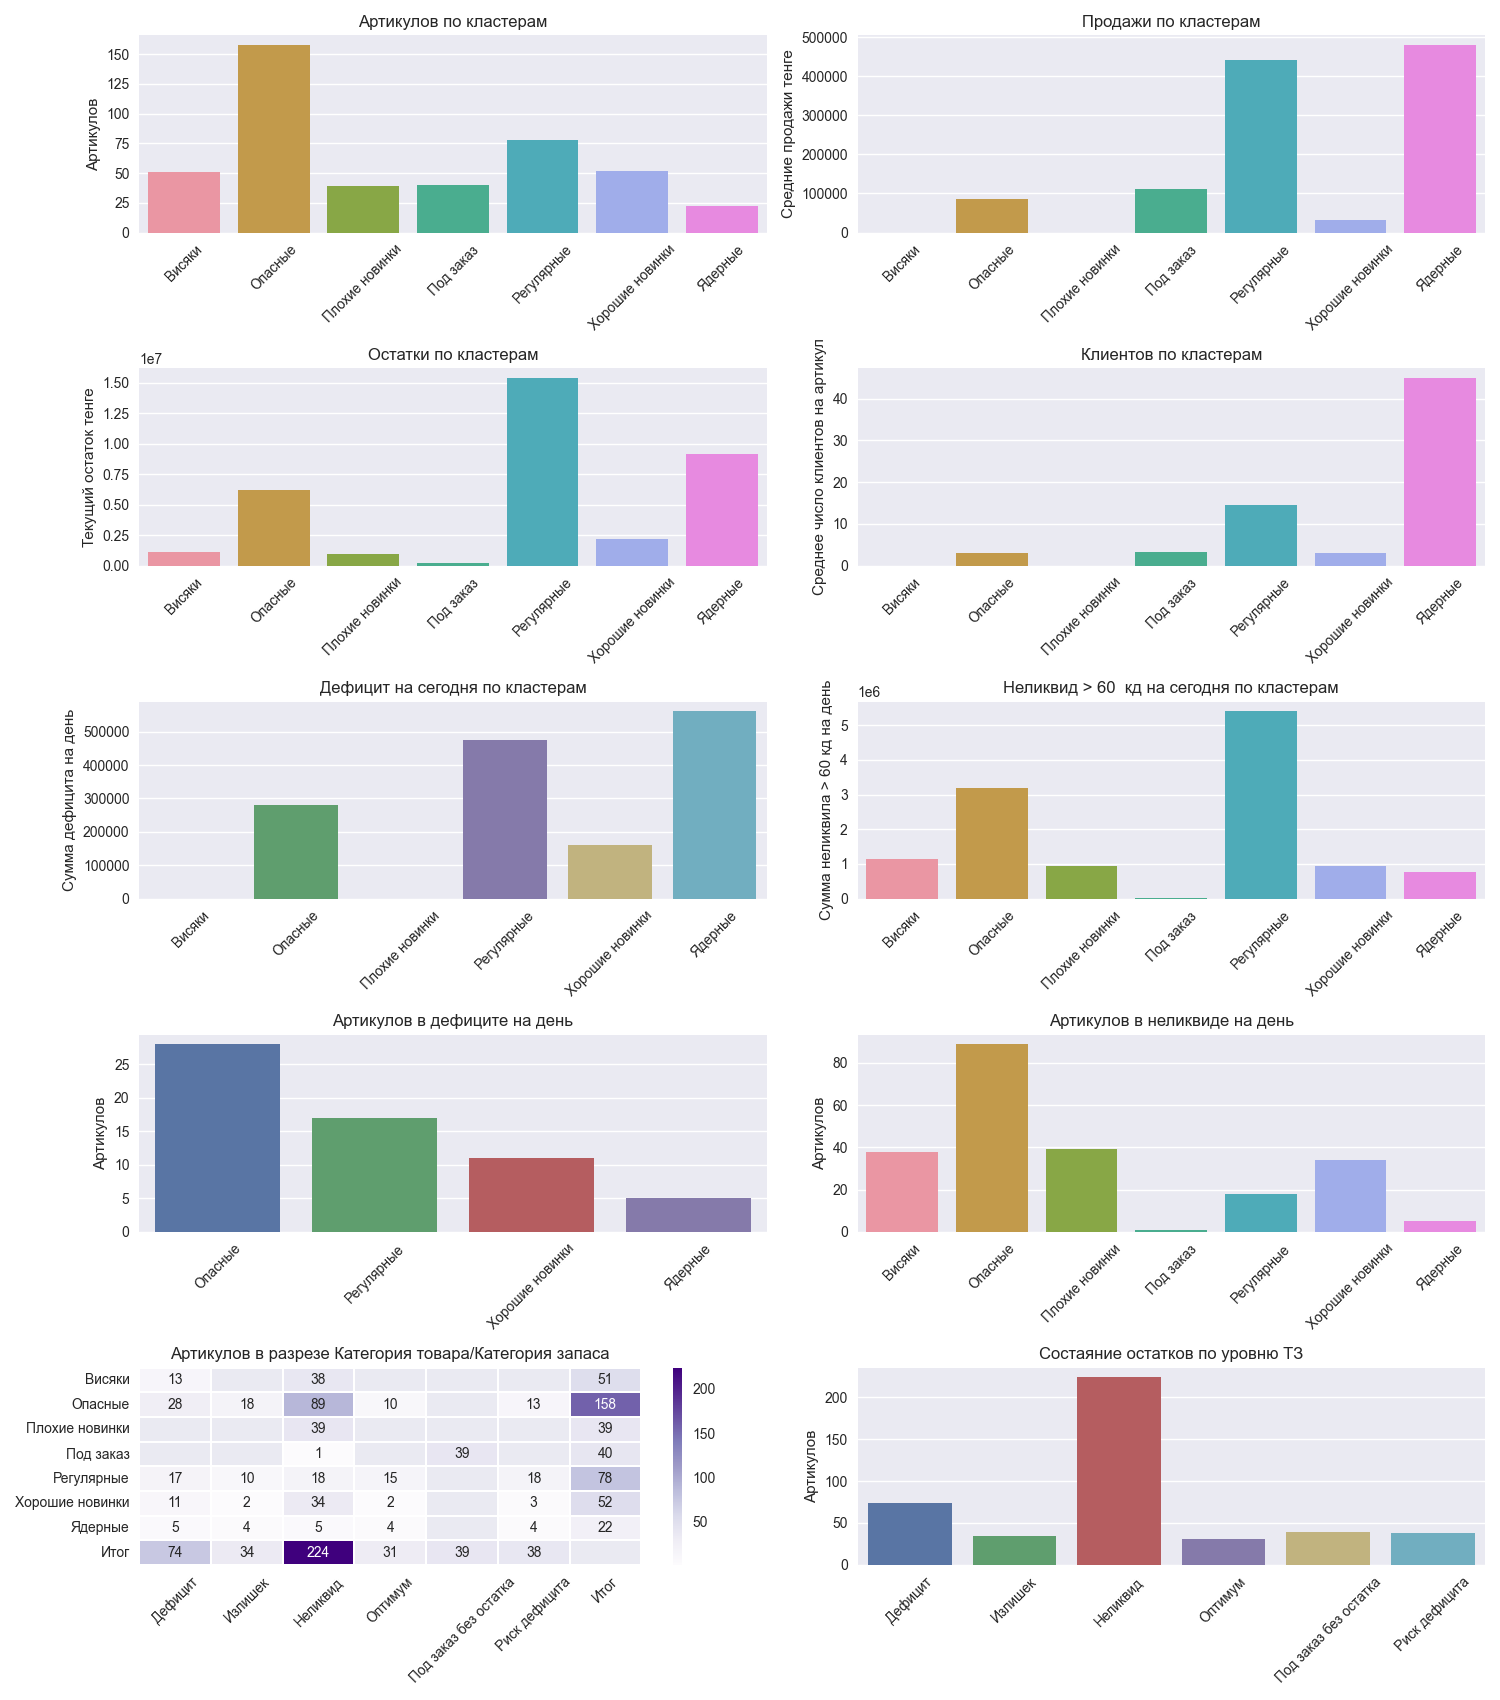 Артикулов по кластерам
Артикулов
150
125
100
75
50
25
0
Висяки
Опасные
Плохие новинки
Под заказ
Регулярные
Хорошие новинки
Ядерные
Продажи по кластерам
Средние продажи тенге
500000
400000
300000
200000
100000
0
Висяки
Опасные
Плохие новинки
Под заказ
Регулярные
Хорошие новинки
Ядерные
Остатки по кластерам
1e7
Текущий остаток тенге
1.50
1.25
1.00
0.75
0.50
0.25
0.00
Висяки
Опасные
Плохие новинки
Под заказ
Регулярные
Хорошие новинки
Ядерные
Клиентов по кластерам
Среднее число клиентов на артикул
40
30
20
10
0
Висяки
Опасные
Плохие новинки
Под заказ
Регулярные
Хорошие новинки
Ядерные
Дефицит на сегодня по кластерам
Сумма дефицита на день
500000
400000
300000
200000
100000
0
Висяки
Опасные
Плохие новинки
Регулярные
Хорошие новинки
Ядерные
Неликвид > 60 кд на сегодня по кластерам
1e6
Сумма неликвила > 60 кд на день
5
4
3
2
1
0
Висяки
Опасные
Плохие новинки
Под заказ
Регулярные
Хорошие новинки
Ядерные
Артикулов в дефиците на день
Артикулов
25
20
15
10
5
0
Опасные
Регулярные
Хорошие новинки
Ядерные
Артикулов в неликвиде на день
Артикулов
80
60
40
20
0
Висяки
Опасные
Плохие новинки
Под заказ
Регулярные
Хорошие новинки
Ядерные
Артикулов в разрезе Категория товара/Категория запаса
Висяки 13 38 51
Опасные 28 18 89 10 13 158
Плохие новинки 39 39
Под заказ 1 39 40
Регулярные 17 10 18 15 18 78
Хорошие новинки 11 2 34 2 3 52
Ядерные 5 4 5 4 4 22
Итог 74 34 224 31 39 38
Дефицит
Излишек
Неликвид
Оптимум
Под заказ без остатка
Риск дефицита
Итог
200
150
100
50
Состаяние остатков по уровню ТЗ
Артикулов
200
150
100
50
0
Дефицит
Излишек
Неликвид
Оптимум
Под заказ без остатка
Риск дефицита